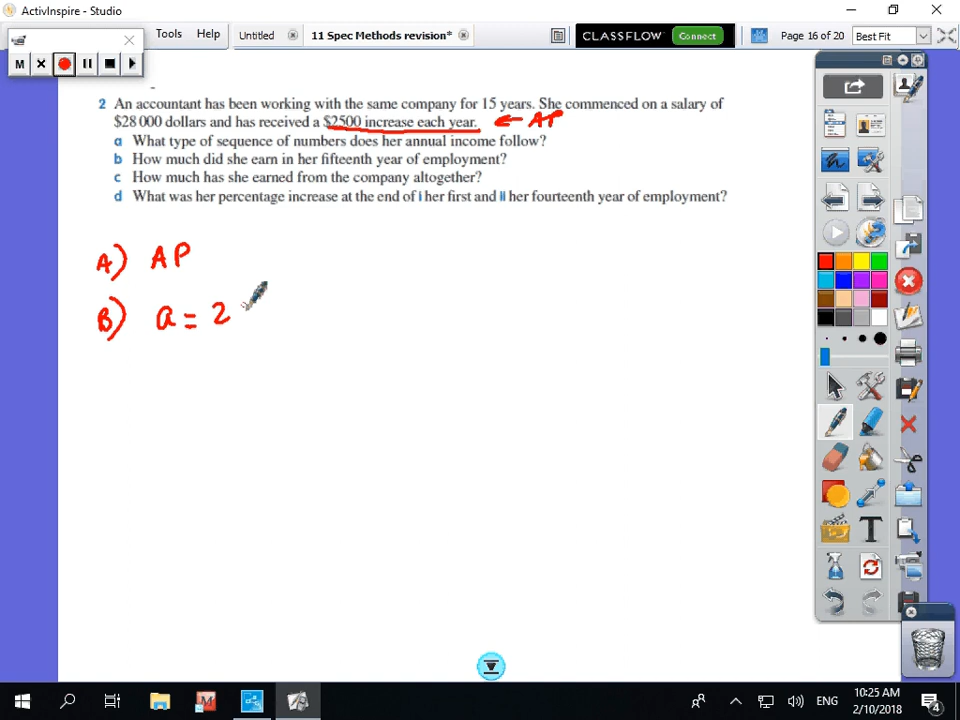 ActivInspire - Studio
Tools Help Untitled 11 Spec Methods revision* CLASSFLOW Connect Page 16 of 20 Best Fit
M
2 An accountant has been working with the same company for 15 years. She commenced on a salary of
$28 000 dollars and has received a $2500 increase each year. ← AP
a What type of sequence of numbers does her annual income follow?
b How much did she earn in her fifteenth year of employment?
c How much has she earned from the company altogether?
d What was her percentage increase at the end of i her first and ii her fourteenth year of employment?
A) AP
B) a = 2
T
M ENG 10:25 AM
2/10/2018 4